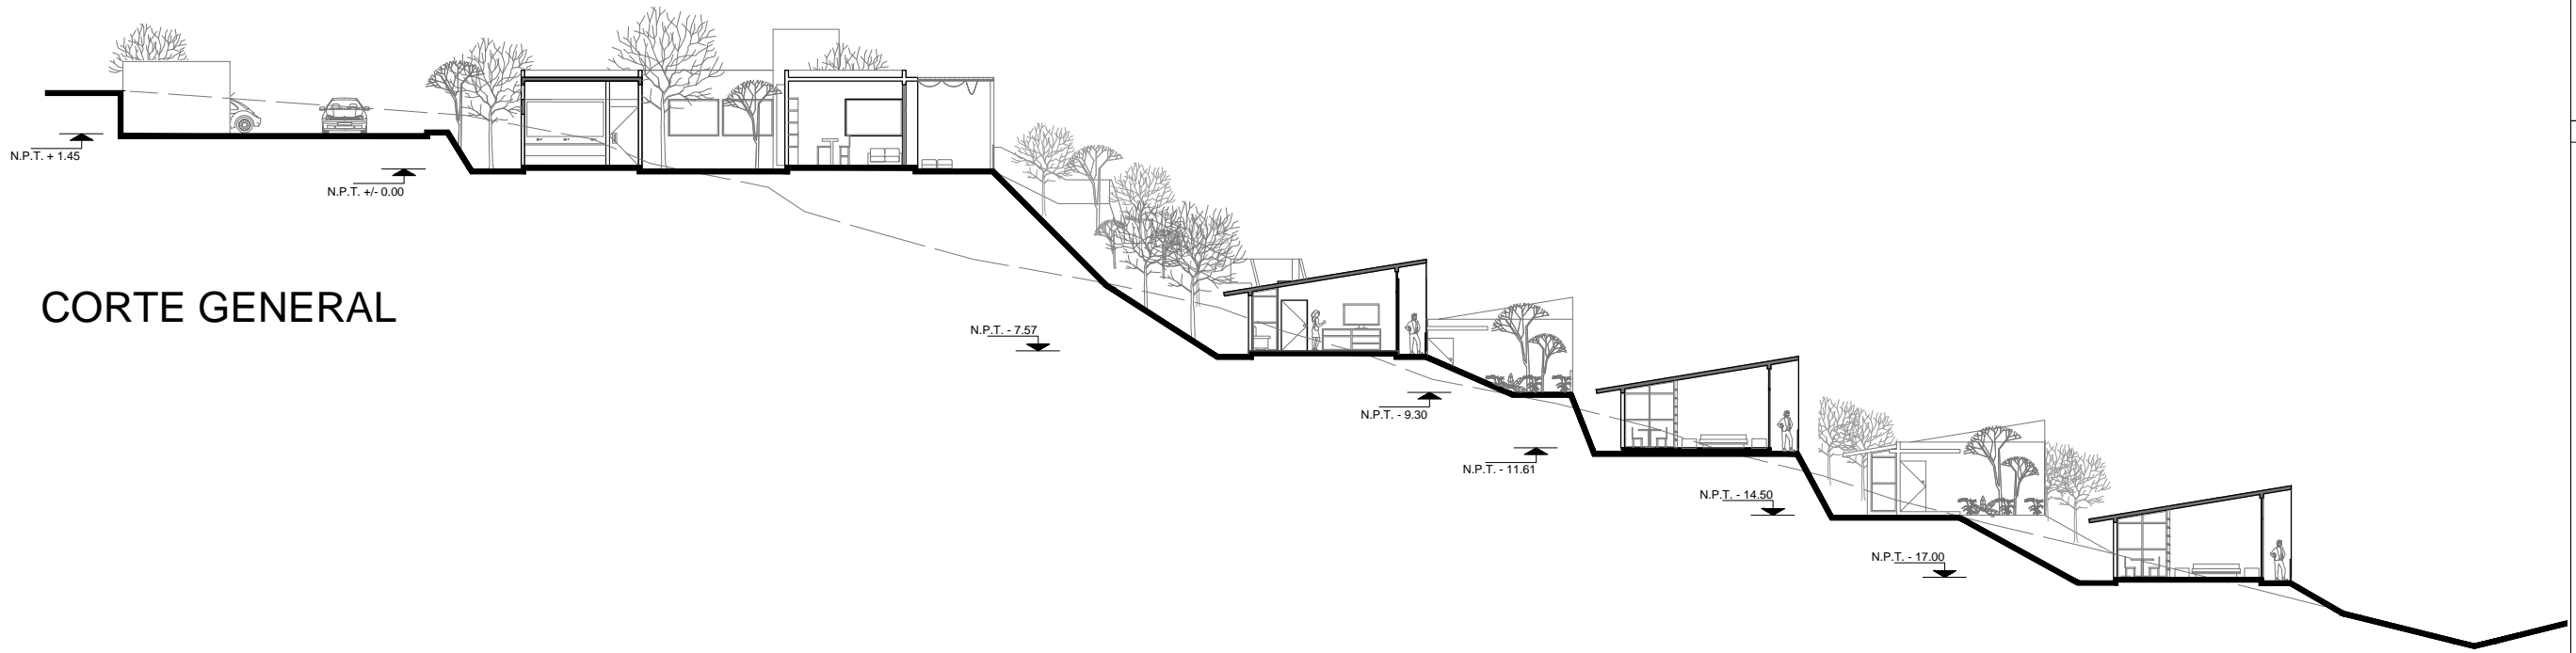 N.P.T. + 1.45
N.P.T. +/- 0.00
CORTE GENERAL
N.P.T. - 7.57
N.P.T. - 9.30
N.P.T. - 11.61
N.P.T. - 14.50
N.P.T. - 17.00